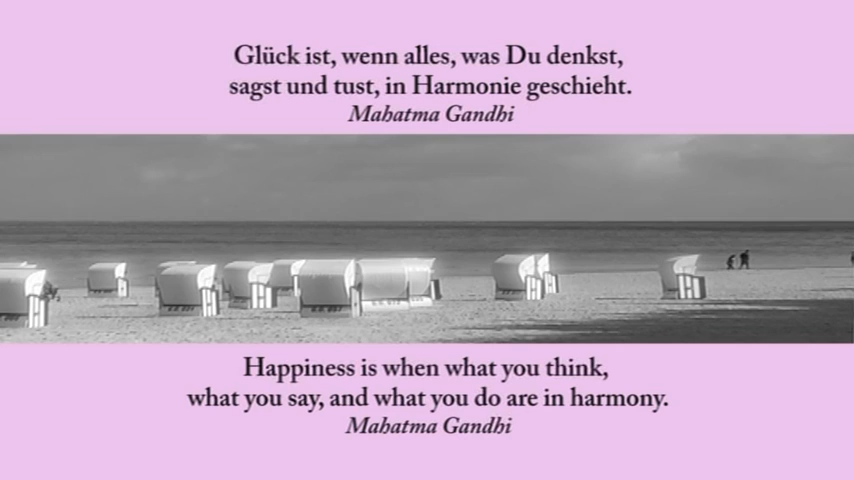 Glück ist, wenn alles, was Du denkst,
sagst und tust, in Harmonie geschieht.
Mahatma Gandhi
Happiness is when what you think,
what you say, and what you do are in harmony.
Mahatma Gandhi